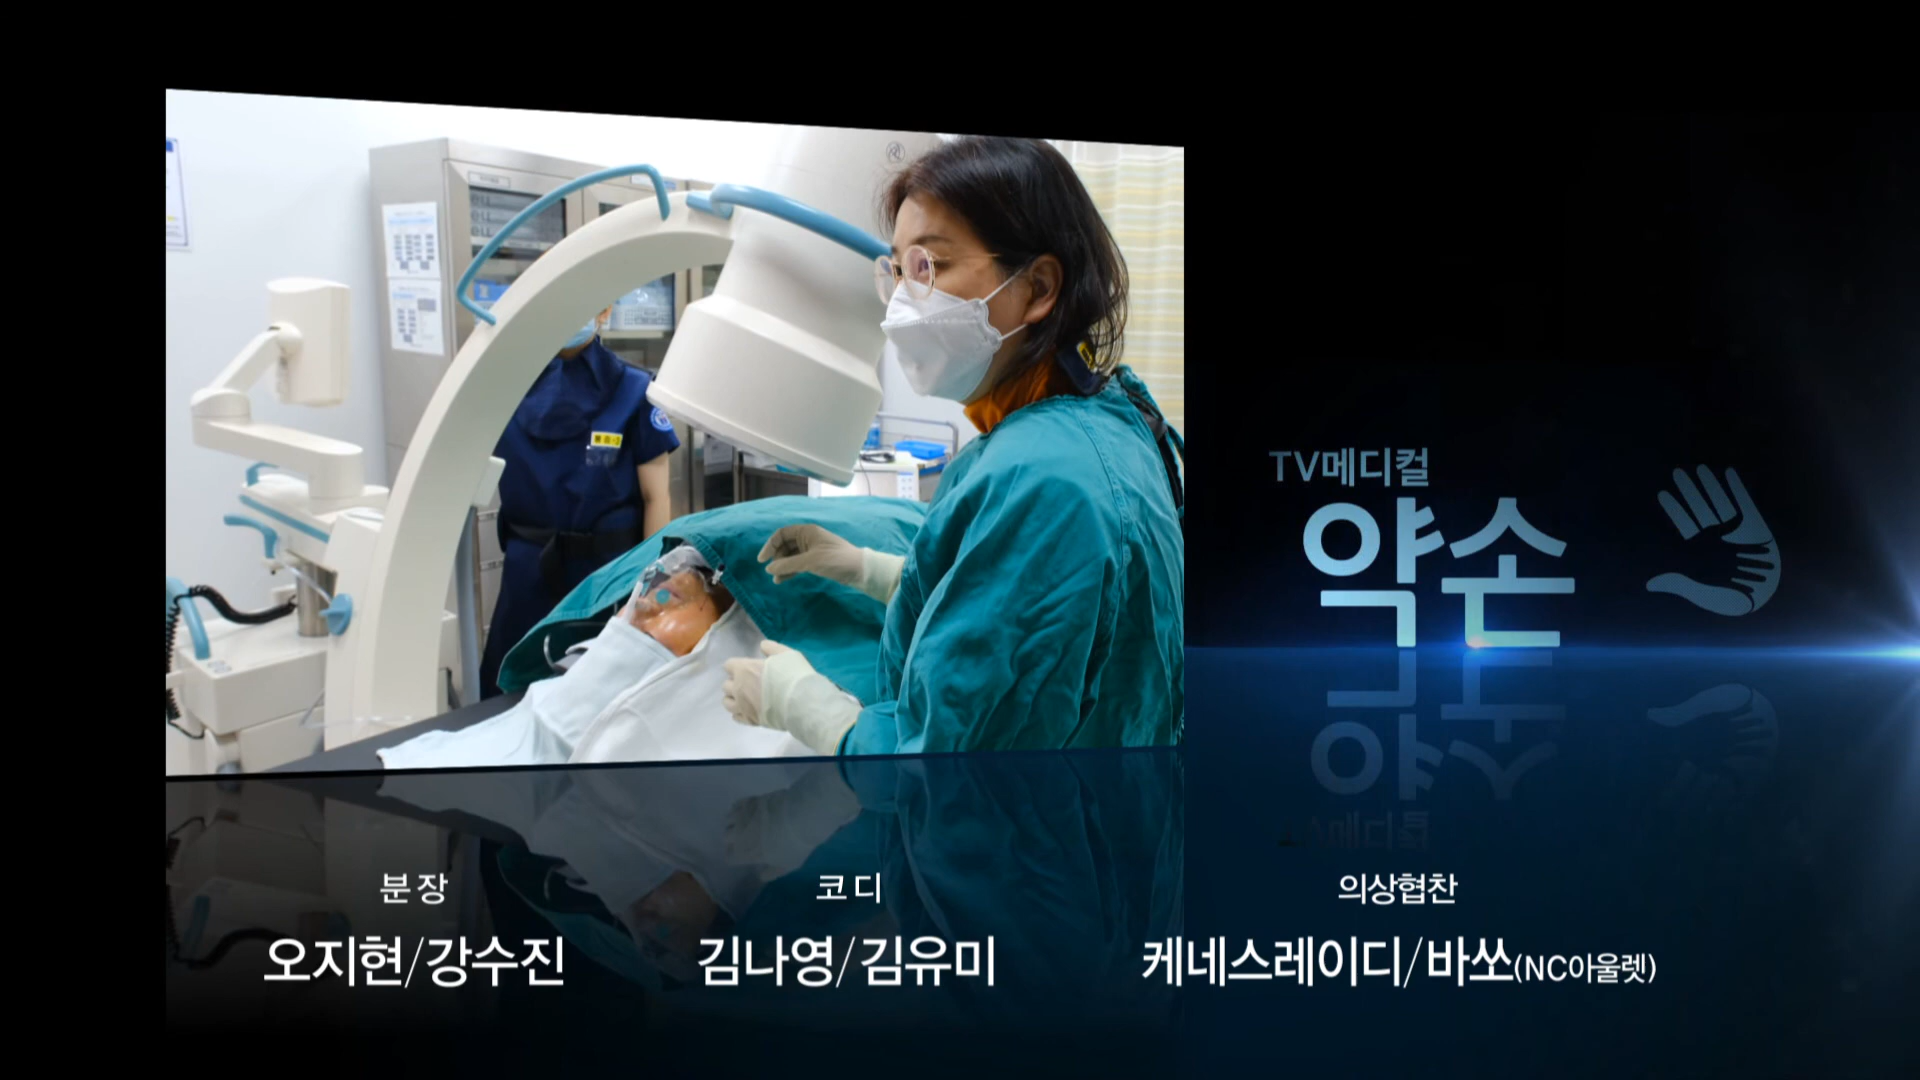 TV메디컬
약손
분장
코디
의상협찬
오지현/강수진
김나영/김유미
케네스레이디/바쏘(NC아울렛)